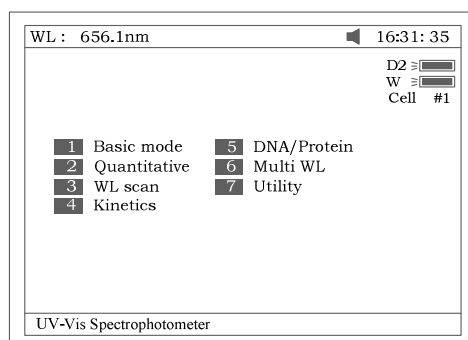 WL: 656.1nm 16:31:35
D2
W
Cell #1
1 Basic mode 5 DNA/Protein
2 Quantitative 6 Multi WL
3 WL scan 7 Utility
4 Kinetics
UV-Vis Spectrophotometer